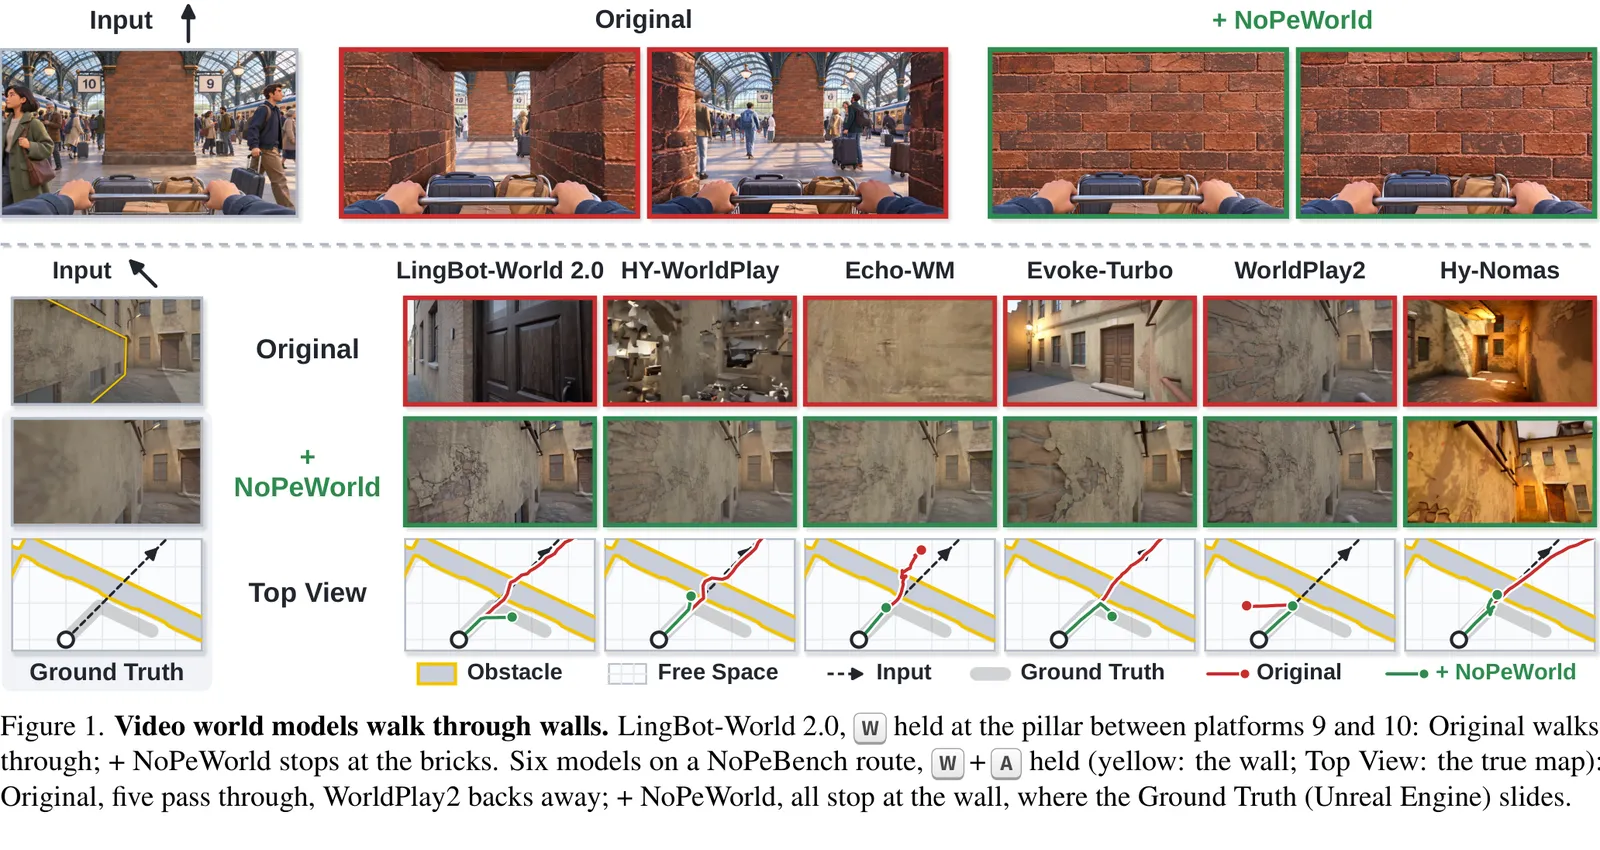 Input
Original
+ NoPeWorld
10
9
Input
LingBot-World 2.0 HY-WorldPlay Echo-WM Evoke-Turbo WorldPlay2 Hy-Nomas
Original
+
NoPeWorld
Top View
Ground Truth
Obstacle Free Space Input Ground Truth Original + NoPeWorld
Figure 1. Video world models walk through walls. LingBot-World 2.0, W held at the pillar between platforms 9 and 10: Original walks
through; + NoPeWorld stops at the bricks. Six models on a NoPeBench route, W + A held (yellow: the wall; Top View: the true map):
Original, five pass through, WorldPlay2 backs away; + NoPeWorld, all stop at the wall, where the Ground Truth (Unreal Engine) slides.